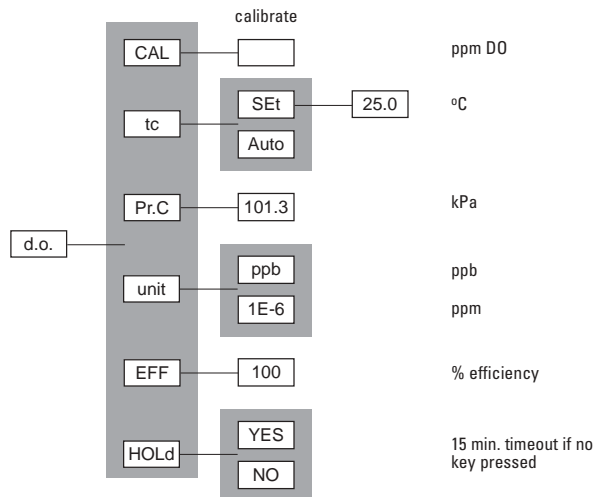 calibrate
CAL
ppm DO
tc
SEt
25.0
ºC
Auto
Pr.C
101.3
kPa
d.o.
unit
ppb
ppb
1E-6
ppm
EFF
100
% efficiency
HOLd
YES
NO
15 min. timeout if no
key pressed